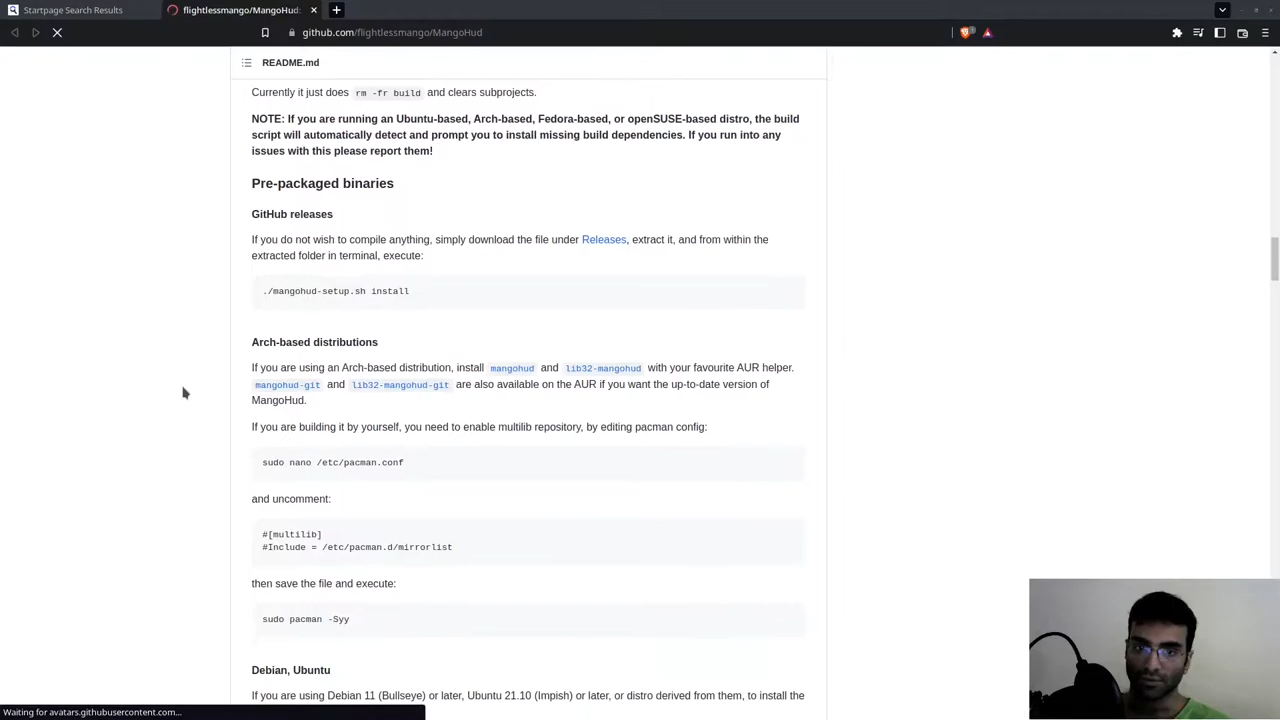 Startpage Search Results
flightlessmango/MangoHud:
github.com/flightlessmango/MangoHud
README.md
Currently it just does rm -fr build and clears subprojects.
NOTE: If you are running an Ubuntu-based, Arch-based, Fedora-based, or openSUSE-based distro, the build
script will automatically detect and prompt you to install missing build dependencies. If you run into any
issues with this please report them!
Pre-packaged binaries
GitHub releases
If you do not wish to compile anything, simply download the file under Releases, extract it, and from within the
extracted folder in terminal, execute:
./mangohud-setup.sh install
Arch-based distributions
If you are using an Arch-based distribution, install mangohud and lib32-mangohud with your favourite AUR helper.
mangohud-git and lib32-mangohud-git are also available on the AUR if you want the up-to-date version of
MangoHud.
If you are building it by yourself, you need to enable multilib repository, by editing pacman config:
sudo nano /etc/pacman.conf
and uncomment:
#[multilib]
#Include = /etc/pacman.d/mirrorlist
then save the file and execute:
sudo pacman -Syy
Debian, Ubuntu
If you are using Debian 11 (Bullseye) or later, Ubuntu 21.10 (Impish) or later, or distro derived from them, to install the
Waiting for avatars.githubusercontent.com...